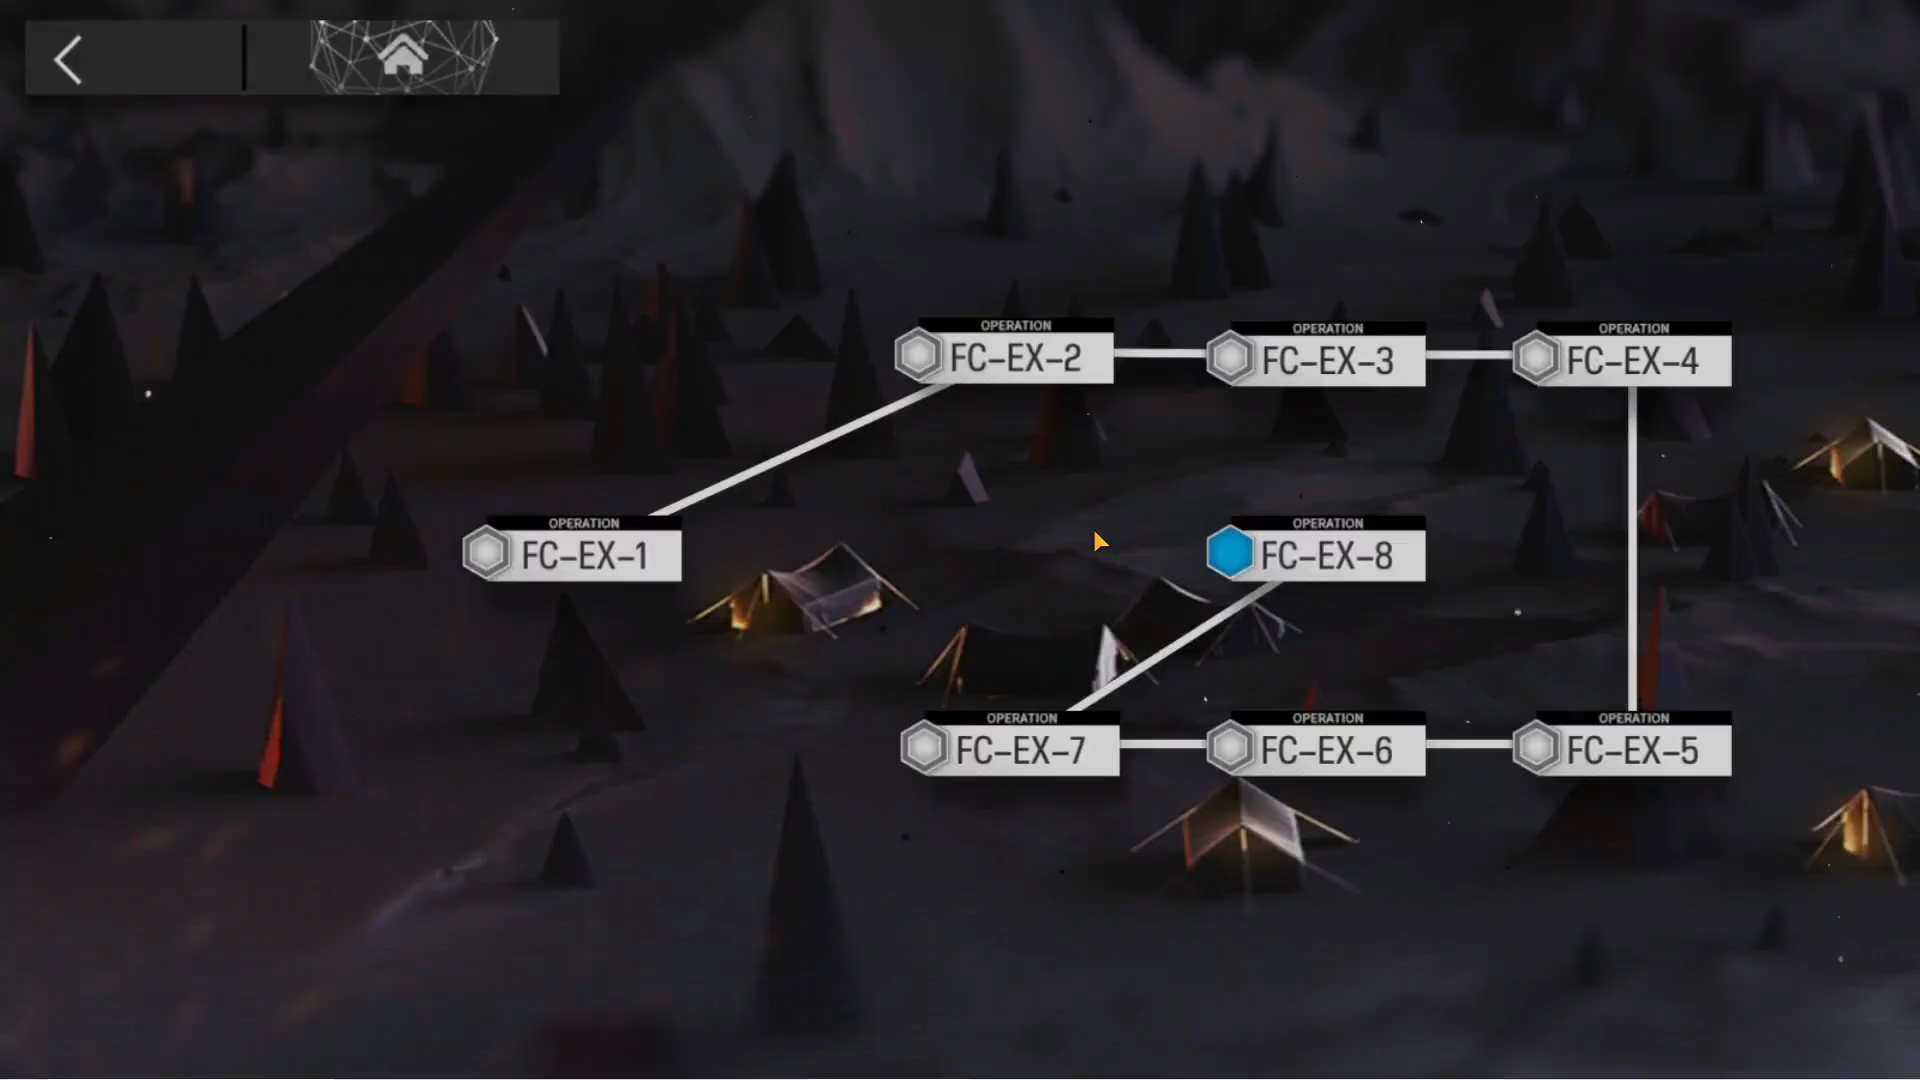 OPERATION
FC-EX-2
OPERATION
FC-EX-3
OPERATION
FC-EX-4
OPERATION
FC-EX-1
OPERATION
FC-EX-8
OPERATION
FC-EX-7
OPERATION
FC-EX-6
OPERATION
FC-EX-5